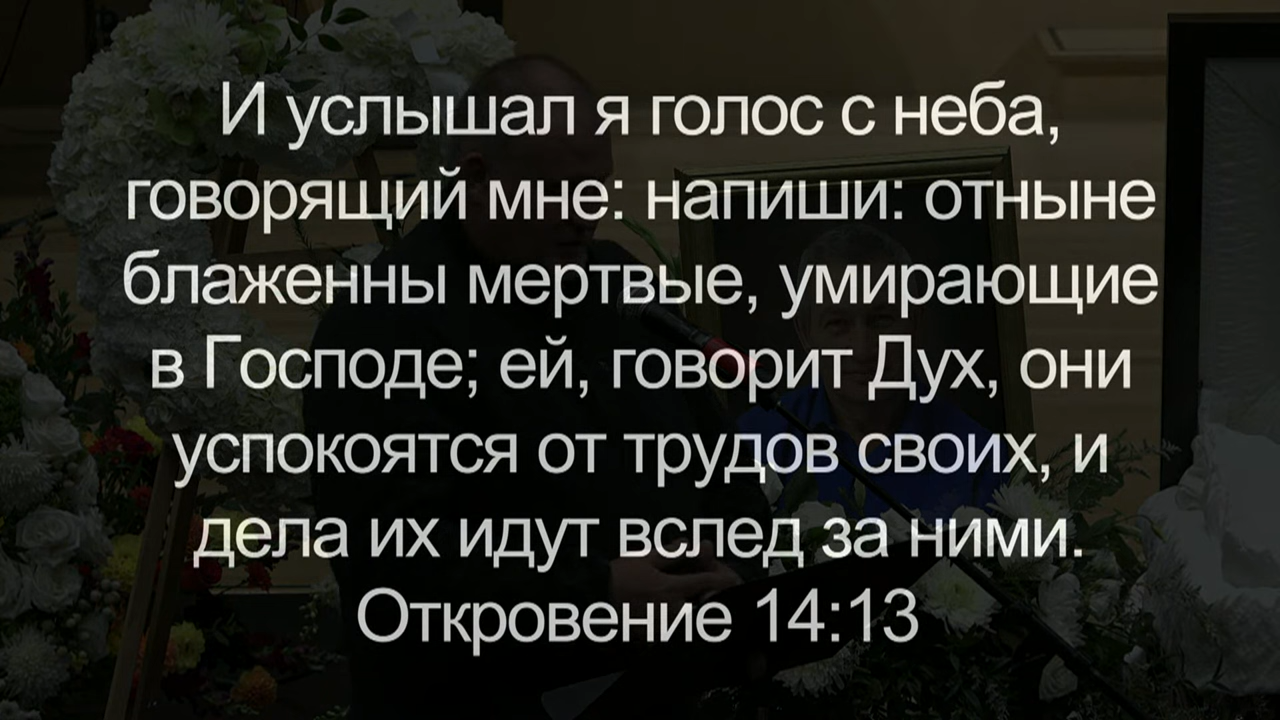 И услышал я голос с неба,
говорящий мне: напиши: отныне
блаженны мертвые, умирающие
в Господе; ей, говорит Дух, они
успокоятся от трудов своих, и
дела их идут вслед за ними.
Откровение 14:13